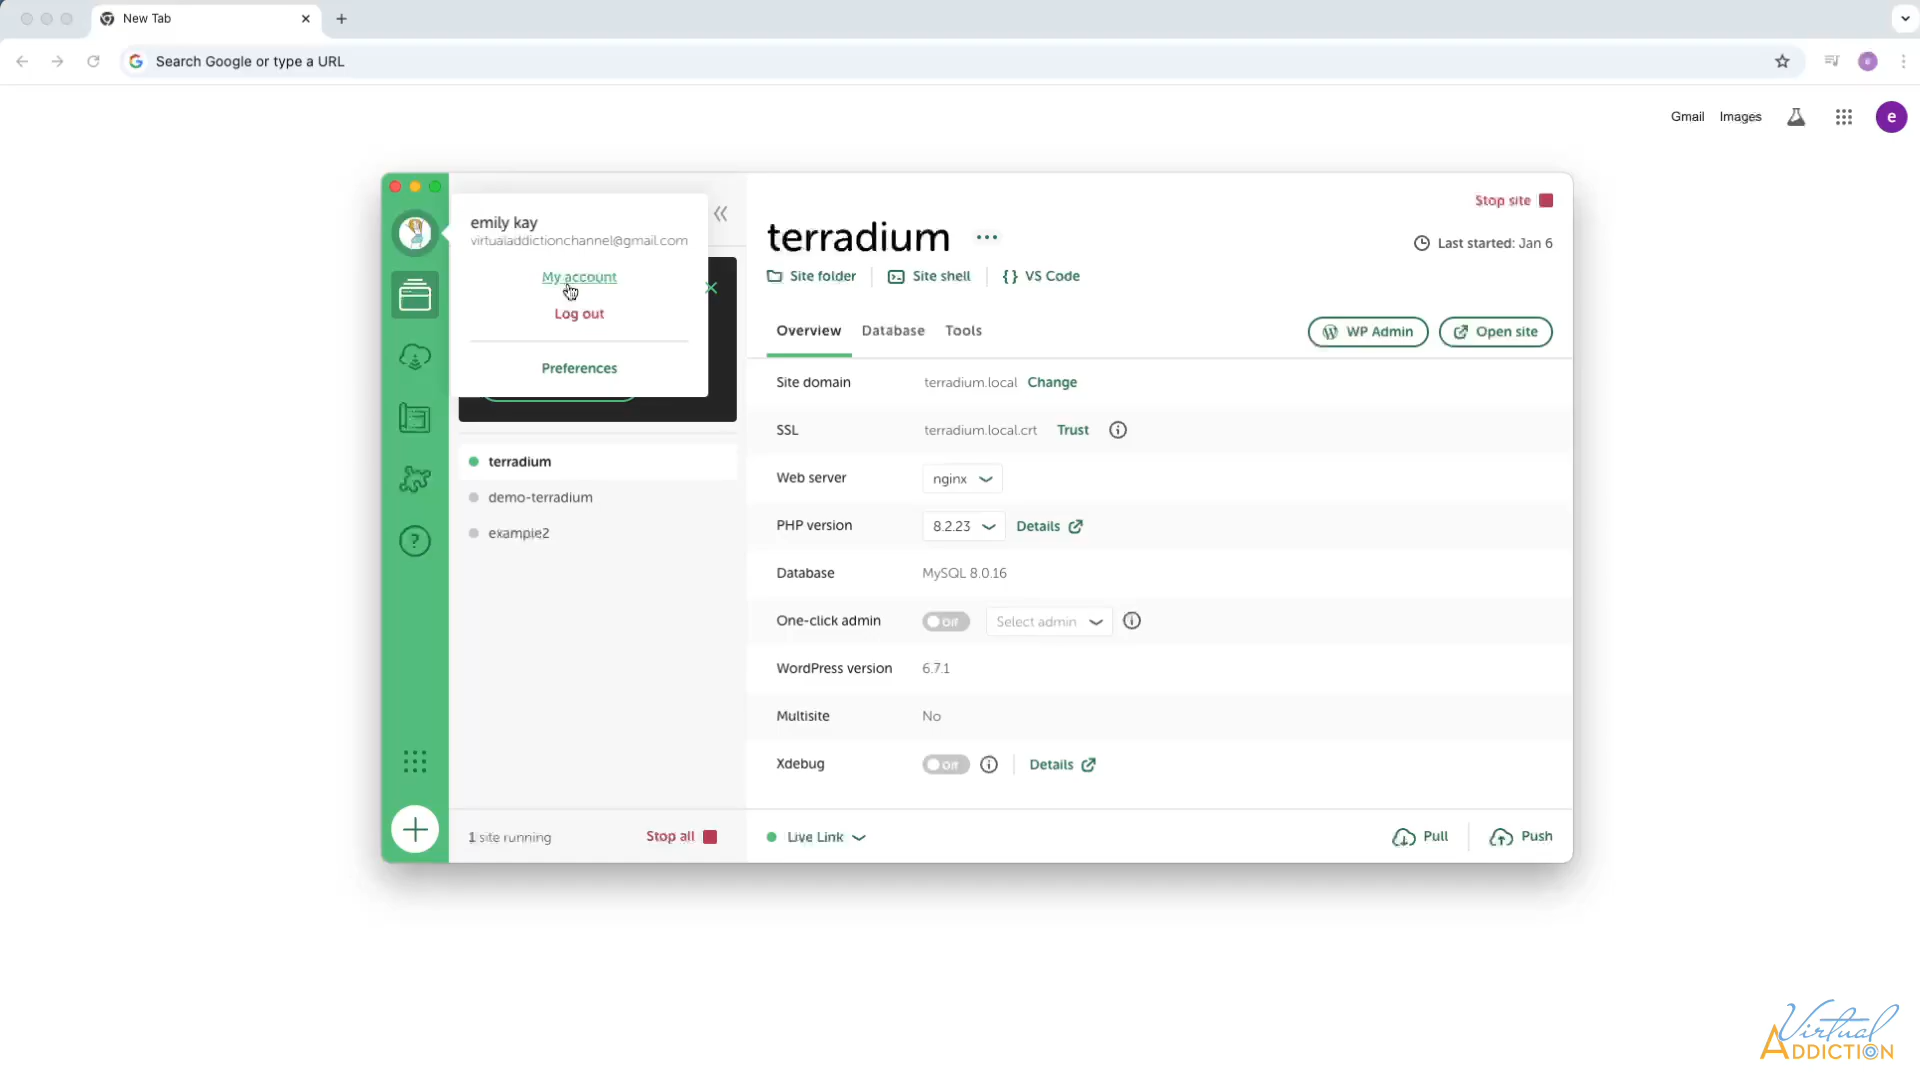 New Tab
Search Google or type a URL
Gmail Images
e
emily kay
virtualaddictionchannel@gmail.com
My account
Log out
Preferences
terradium
demo-terradium
example2
1 site running
Stop all
Stop site
terradium
Last started: Jan 6
Site folder
Site shell
VS Code
Overview
Database
Tools
WP Admin
Open site
Site domain terradium.local Change
SSL terradium.local.crt Trust
Web server nginx
PHP version 8.2.23 Details
Database MySQL 8.0.16
One-click admin Off Select admin
WordPress version 6.7.1
Multisite No
Xdebug Off Details
Live Link
Pull
Push
Virtual
ADDICTION